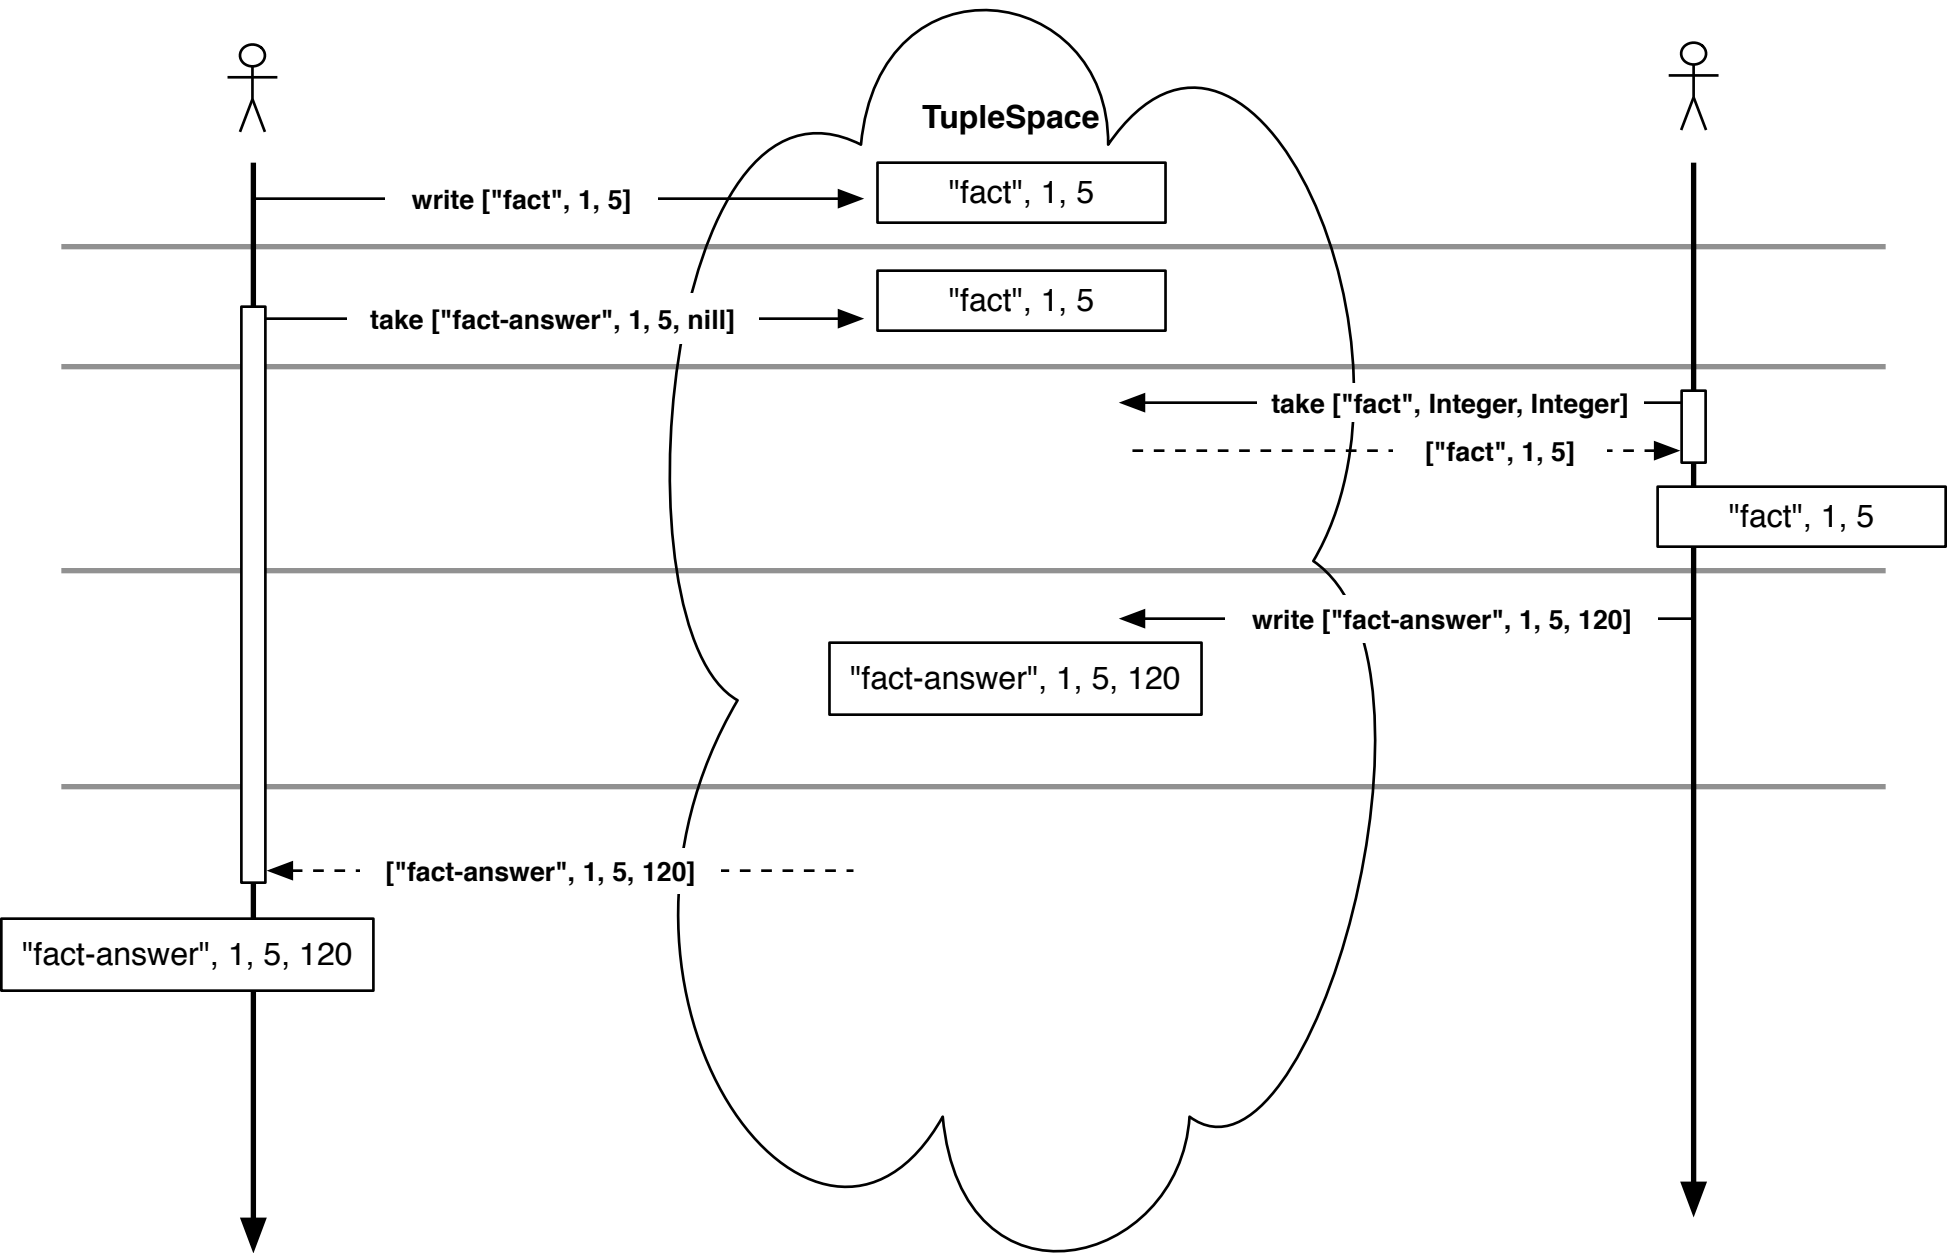 TupleSpace
write ["fact", 1, 5]
"fact", 1, 5
"fact", 1, 5
take ["fact-answer", 1, 5, nill]
take ["fact", Integer, Integer]
["fact", 1, 5]
"fact", 1, 5
write ["fact-answer", 1, 5, 120]
"fact-answer", 1, 5, 120
["fact-answer", 1, 5, 120]
"fact-answer", 1, 5, 120